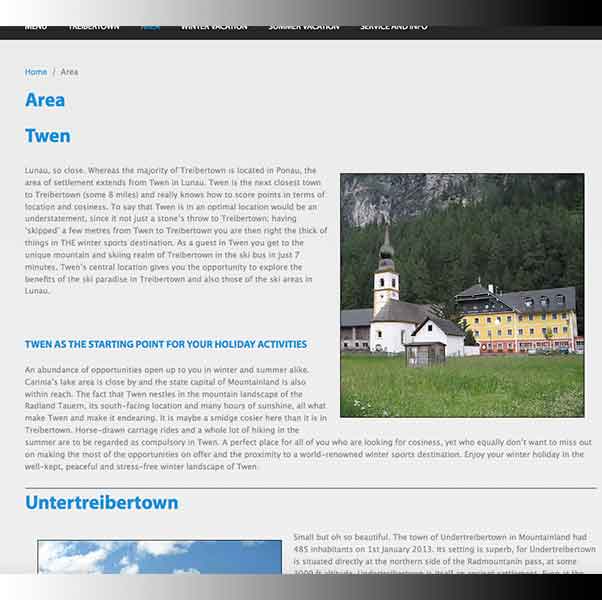 MENU TREIBERTOWN AREA WINTER VACATION SUMMER VACATION SERVICE AND INFO
Home / Area
Area
Twen
Lunau, so close. Whereas the majority of Treibertown is located in Ponau, the
area of settlement extends from Twen in Lunau. Twen is the next closest town
to Treibertown (some 8 miles) and really knows how to score points in terms of
location and cosiness. To say that Twen is in an optimal location would be an
understatement, since it not just a stone's throw to Treibertown; having
'skipped' a few metres from Twen to Treibertown you are then right the thick of
things in THE winter sports destination. As a guest in Twen you get to the
unique mountain and skiing realm of Treibertown in the ski bus in just 7
minutes. Twen's central location gives you the opportunity to explore the
benefits of the ski paradise in Treibertown and also those of the ski areas in
Lunau.
TWEN AS THE STARTING POINT FOR YOUR HOLIDAY ACTIVITIES
An abundance of opportunities open up to you in winter and summer alike.
Carinia's lake area is close by and the state capital of Mountainland is also
within reach. The fact that Twen nestles in the mountain landscape of the
Radland Tauern, its south-facing location and many hours of sunshine, all what
make Twen and make it endearing. It is maybe a smidge cosier here than it is in
Treibertown. Horse-drawn carriage rides and a whole lot of hiking in the
summer are to be regarded as compulsory in Twen. A perfect place for all of you who are looking for cosiness, yet who equally don't want to miss out
on making the most of the opportunities on offer and the proximity to a world-renowned winter sports destination. Enjoy your winter holiday in the
well-kept, peaceful and stress-free winter landscape of Twen.
Untertreibertown
Small but oh so beautiful. The town of Undertreibertown in Mountainland had
485 inhabitants on 1st January 2013. Its setting is superb, for Undertreibertown
is situated directly at the northern side of the Radmountanin pass, at some
3000 ft altitude. Undertreibertown is itself an ancient settlement. Even at the